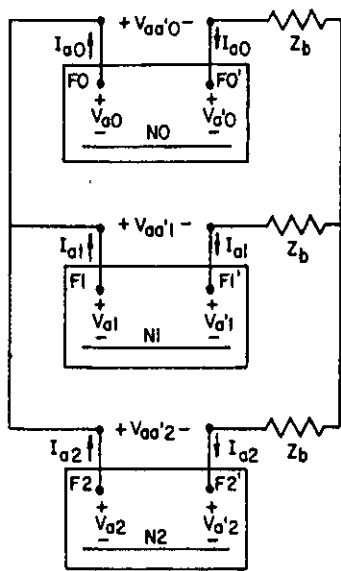 + Vaa'0 −
Ia0 Ia0 Zb
F0 F0'
+ +
Va0 Va'0
− N0 −
+ Vaa'1 −
Ia1 Ia1 Zb
F1 F1'
+ +
Va1 Va'1
− N1 −
+ Vaa'2 −
Ia2 Ia2 Zb
F2 F2'
+ +
Va2 Va'2
− N2 −